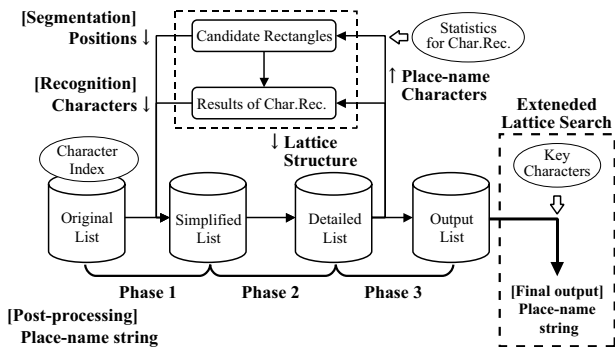 [Segmentation]
Positions ↓
Candidate Rectangles
Statistics
for Char.Rec.
[Recognition]
Characters ↓
Results of Char.Rec.
↑ Place-name
Characters
↓ Lattice
Structure
Exteneded
Lattice Search
Character
Index
Key
Characters
Original
List
Simplified
List
Detailed
List
Output
List
Phase 1
Phase 2
Phase 3
[Final output]
Place-name
string
[Post-processing]
Place-name string